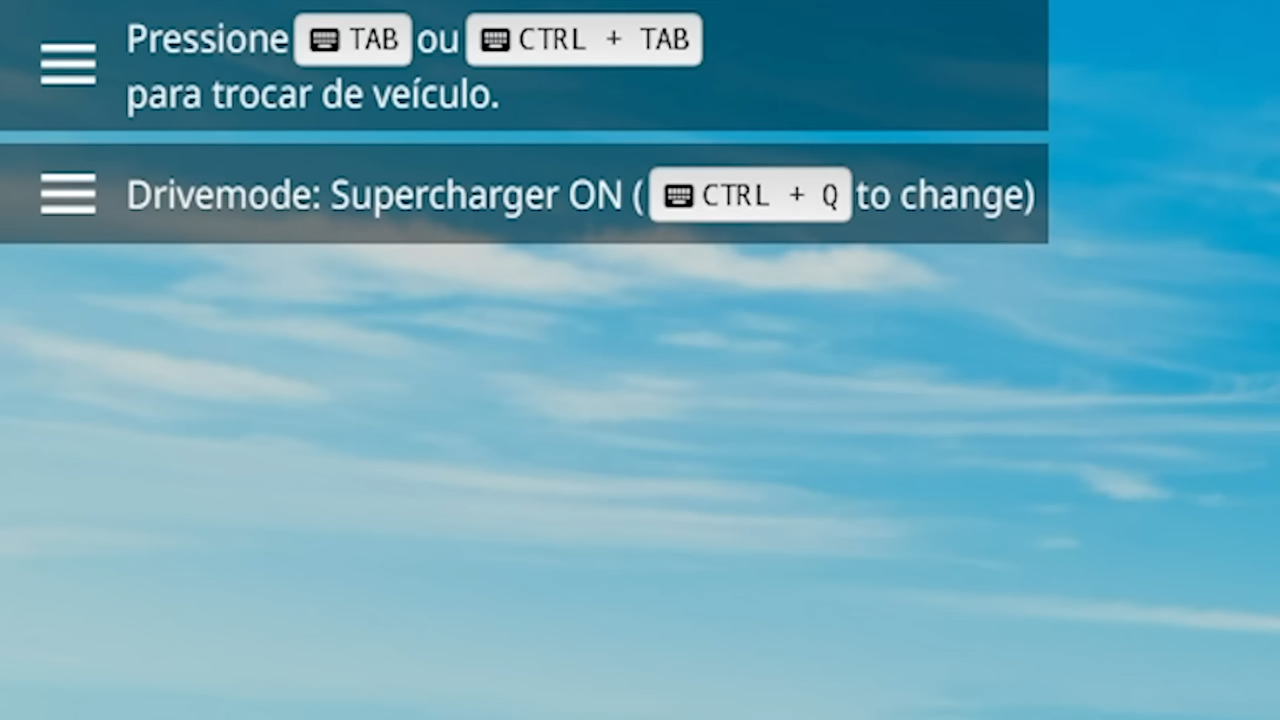 Pressione TAB ou CTRL + TAB
para trocar de veículo.
Drivemode: Supercharger ON ( CTRL + Q to change)